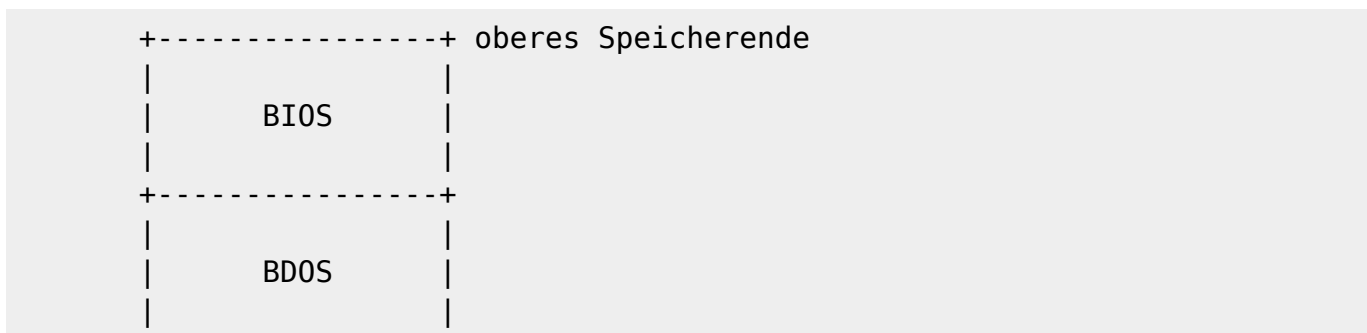 +----------------+ oberes Speicherende
|                |
|      BIOS      |
|                |
+----------------+
|                |
|      BDOS      |
|                |